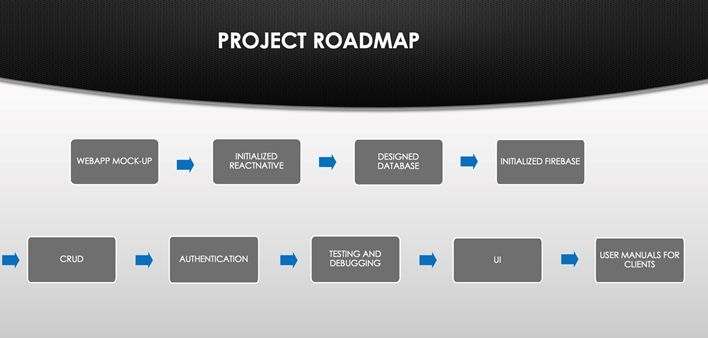 PROJECT ROADMAP
WEBAPP MOCK-UP
INITIALIZED
REACTNATIVE
DESIGNED
DATABASE
INITIALIZED FIREBASE
CRUD
AUTHENTICATION
TESTING AND
DEBUGGING
UI
USER MANUALS FOR
CLIENTS